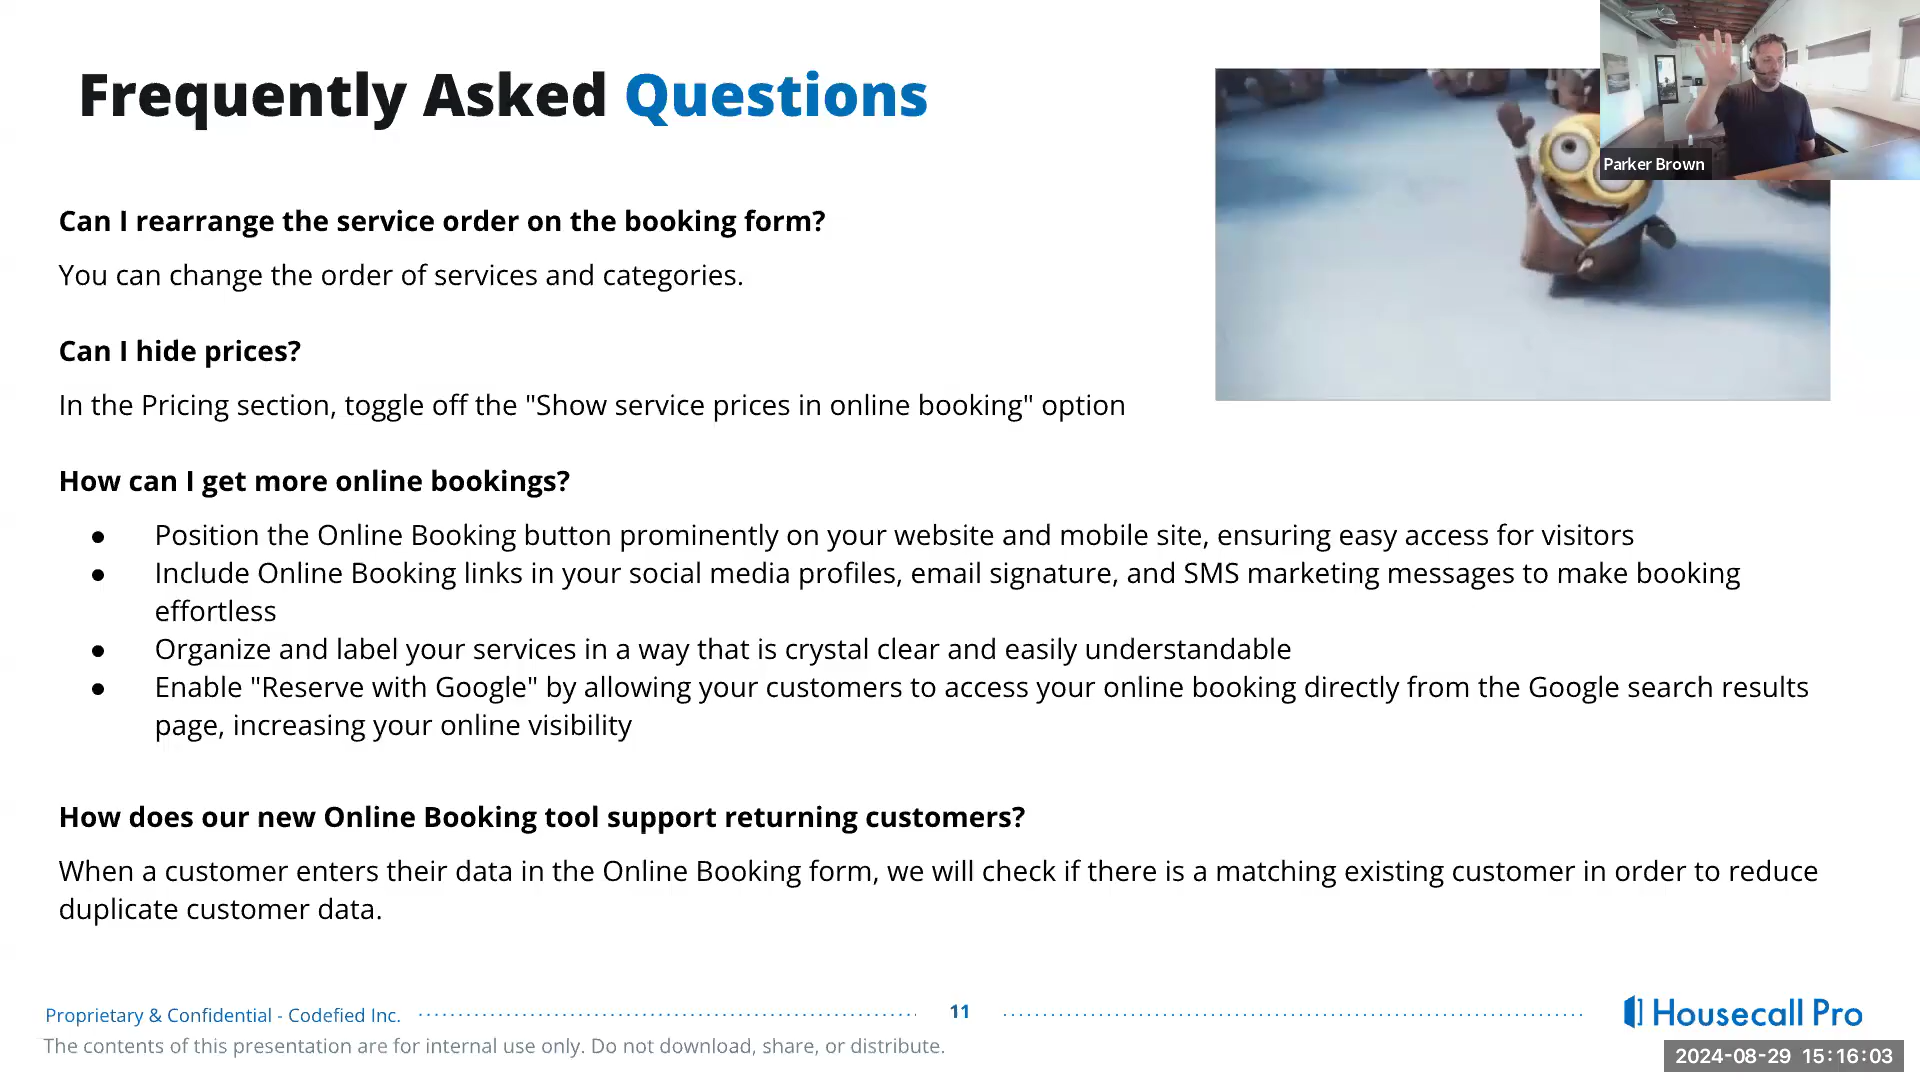 Frequently Asked Questions
Parker Brown
Can I rearrange the service order on the booking form?
You can change the order of services and categories.
Can I hide prices?
In the Pricing section, toggle off the "Show service prices in online booking" option
How can I get more online bookings?
● Position the Online Booking button prominently on your website and mobile site, ensuring easy access for visitors
● Include Online Booking links in your social media profiles, email signature, and SMS marketing messages to make booking
effortless
● Organize and label your services in a way that is crystal clear and easily understandable
● Enable "Reserve with Google" by allowing your customers to access your online booking directly from the Google search results
page, increasing your online visibility
How does our new Online Booking tool support returning customers?
When a customer enters their data in the Online Booking form, we will check if there is a matching existing customer in order to reduce
duplicate customer data.
Proprietary & Confidential - Codefied Inc.
11
Housecall Pro
The contents of this presentation are for internal use only. Do not download, share, or distribute.
2024-08-29 15:16:03